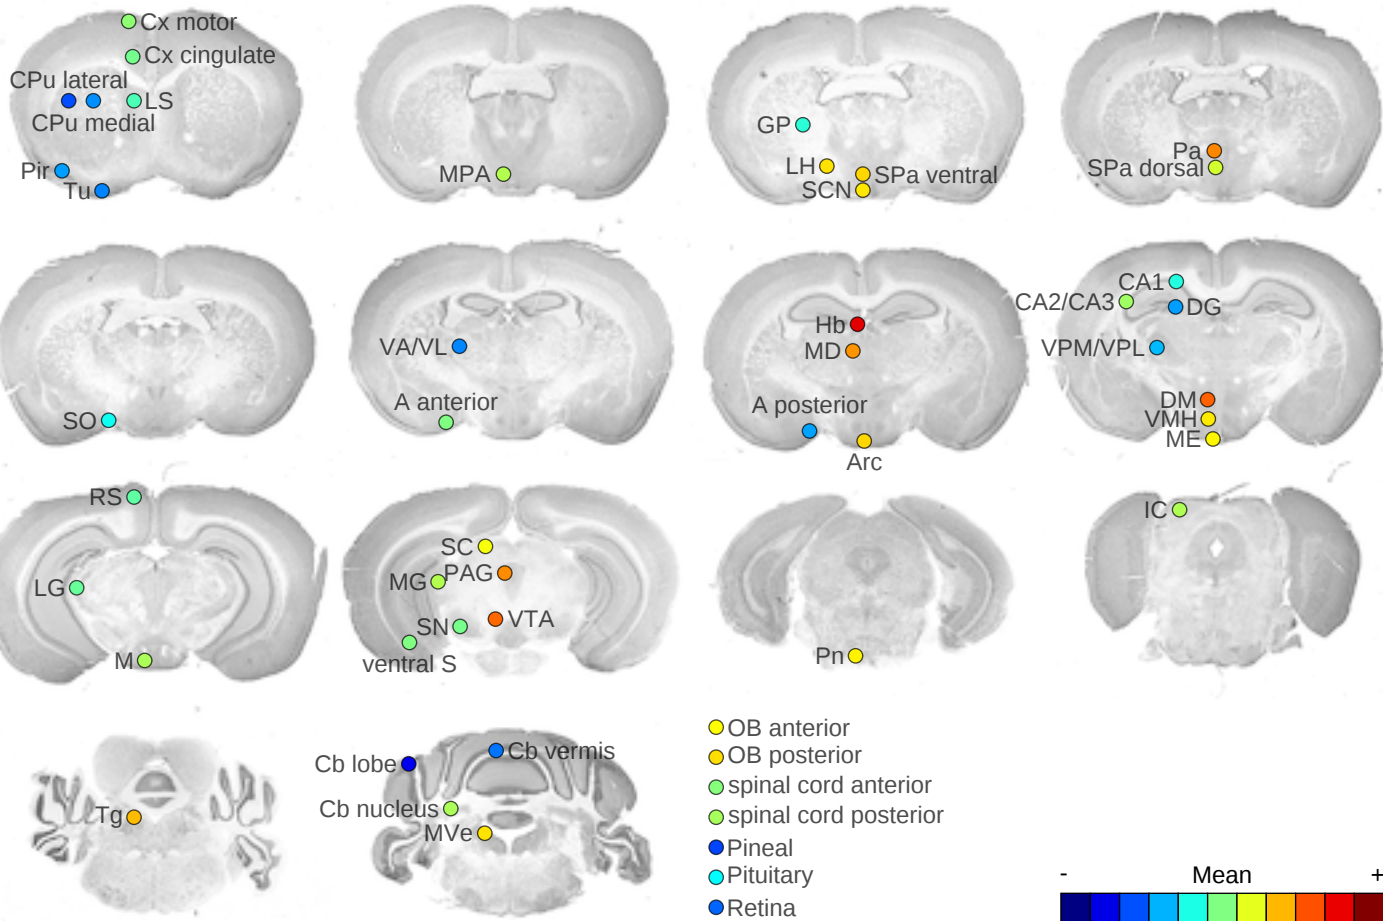 Cx motor
Cx cingulate
CPu lateral
LS
CPu medial
Pir
Tu
MPA
GP
LH
SPa ventral
SCN
Pa
SPa dorsal
SO
VA/VL
A anterior
Hb
MD
A posterior
Arc
CA1
CA2/CA3
DG
VPM/VPL
DM
VMH
ME
RS
LG
M
SC
PAG
MG
VTA
SN
ventral S
Pn
IC
Tg
Cb lobe
Cb vermis
Cb nucleus
MVe
OB anterior
OB posterior
spinal cord anterior
spinal cord posterior
Pineal
Pituitary
Retina
- Mean +